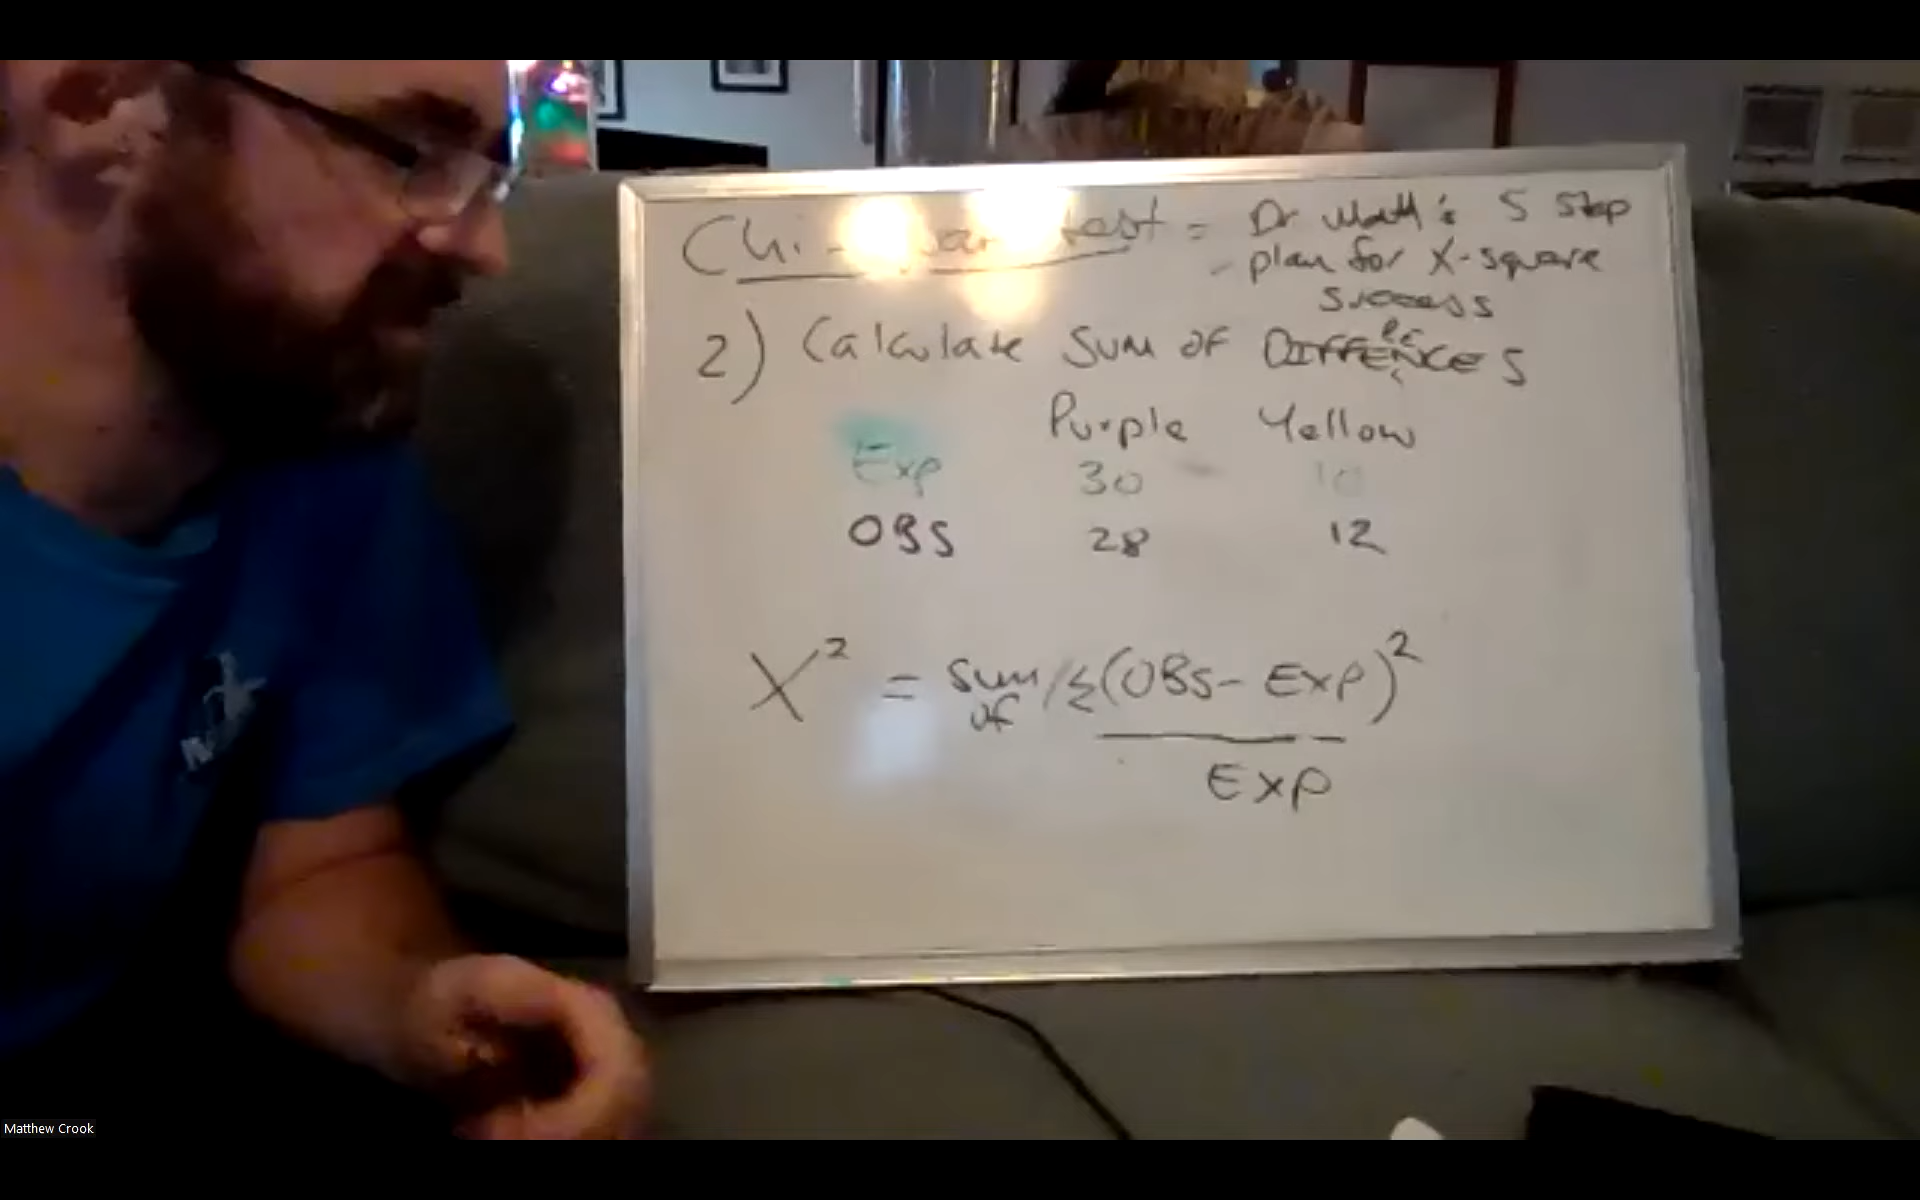 Chi - test = Dr Matt's 5 step
- plan for X-square
success
2) Calculate SUM OF DIFFERENCES
Purple Yellow
Exp 30 10
OBS 28 12
X² = Sum of / Σ(OBS - Exp)²
Exp
Matthew Crook